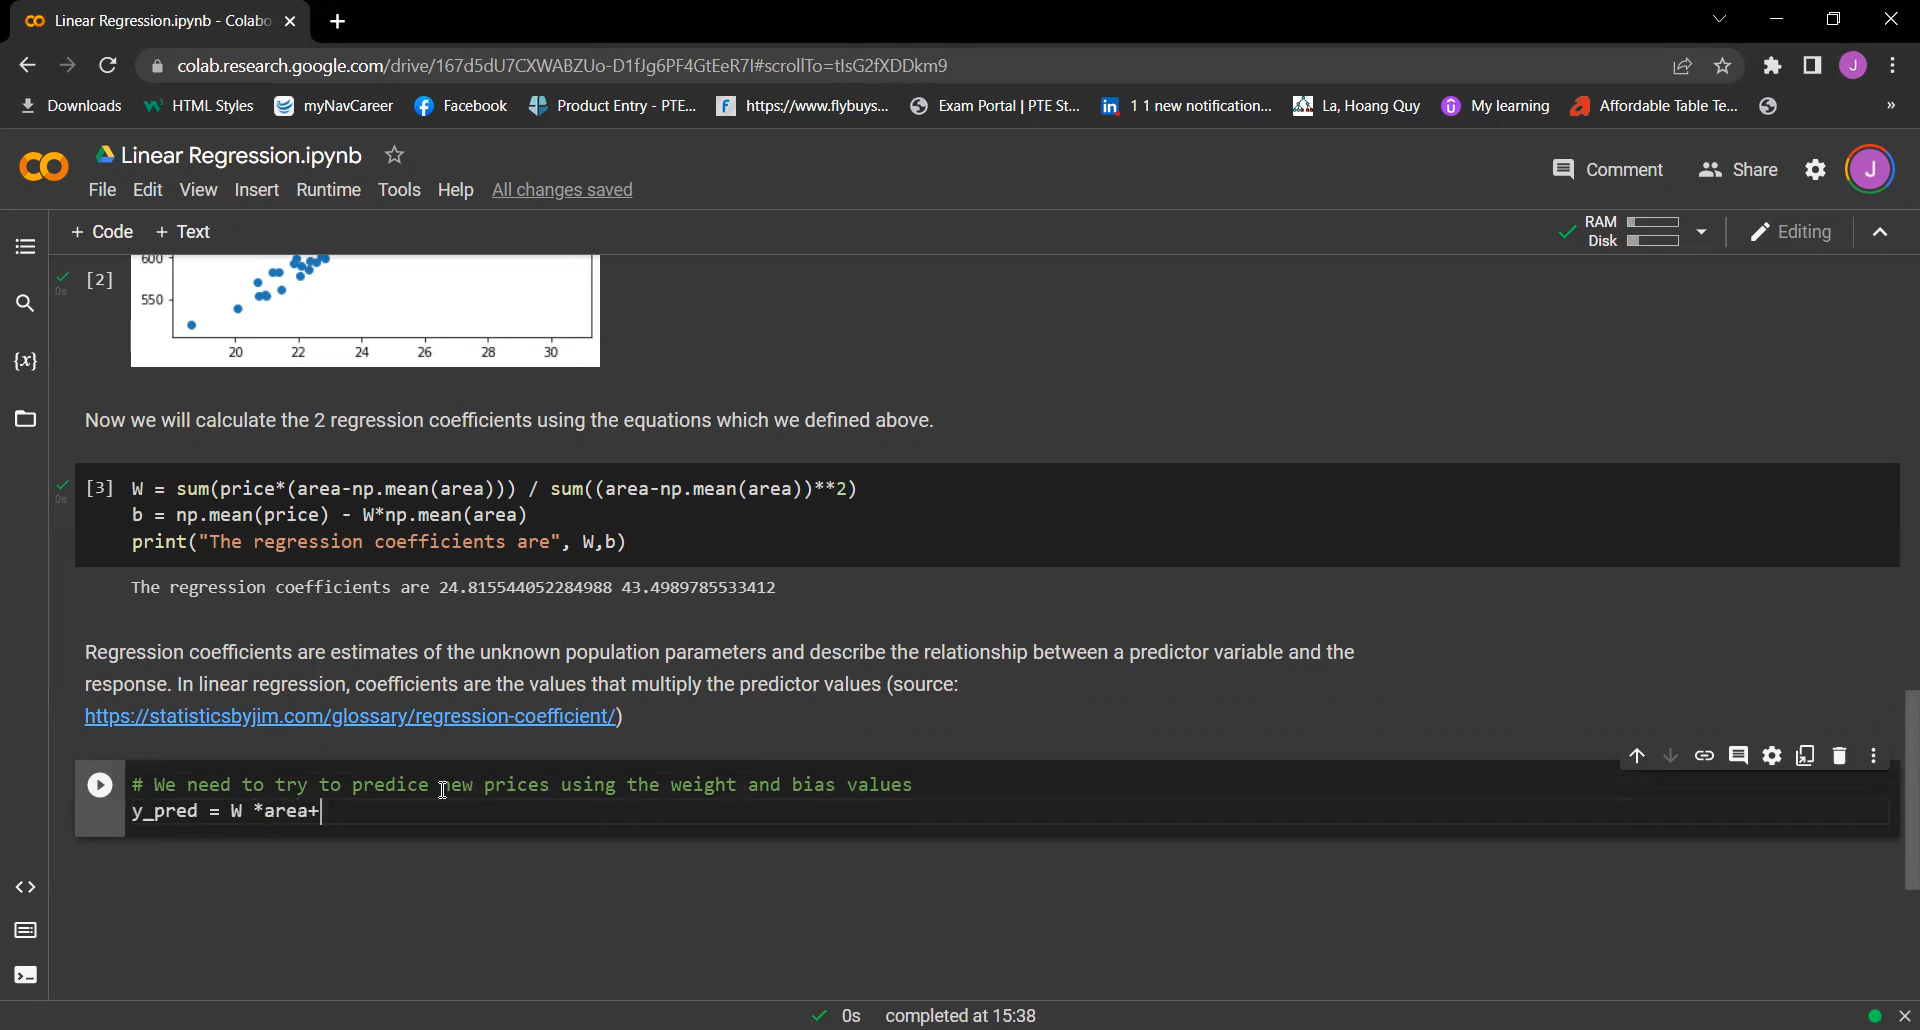 Linear Regression.ipynb - Colabo
colab.research.google.com/drive/167d5dU7CXWABZUo-D1fJg6PF4GtEeR7I#scrollTo=tlsG2fXDDkm9
J
Downloads HTML Styles myNavCareer Facebook Product Entry - PTE... https://www.flybuys... Exam Portal | PTE St... 1 1 new notification... La, Hoang Quy My learning Affordable Table Te... »
Linear Regression.ipynb
Comment Share J
File Edit View Insert Runtime Tools Help All changes saved
+ Code + Text
RAM
Disk
Editing
600
[2]
0s
550
20 22 24 26 28 30
{x}
Now we will calculate the 2 regression coefficients using the equations which we defined above.
[3] W = sum(price*(area-np.mean(area))) / sum((area-np.mean(area))**2)
0s
b = np.mean(price) - W*np.mean(area)
print("The regression coefficients are", W,b)
The regression coefficients are 24.815544052284988 43.4989785533412
Regression coefficients are estimates of the unknown population parameters and describe the relationship between a predictor variable and the
response. In linear regression, coefficients are the values that multiply the predictor values (source:
https://statisticsbyjim.com/glossary/regression-coefficient/)
# We need to try to predice new prices using the weight and bias values
y_pred = W *area+
0s completed at 15:38